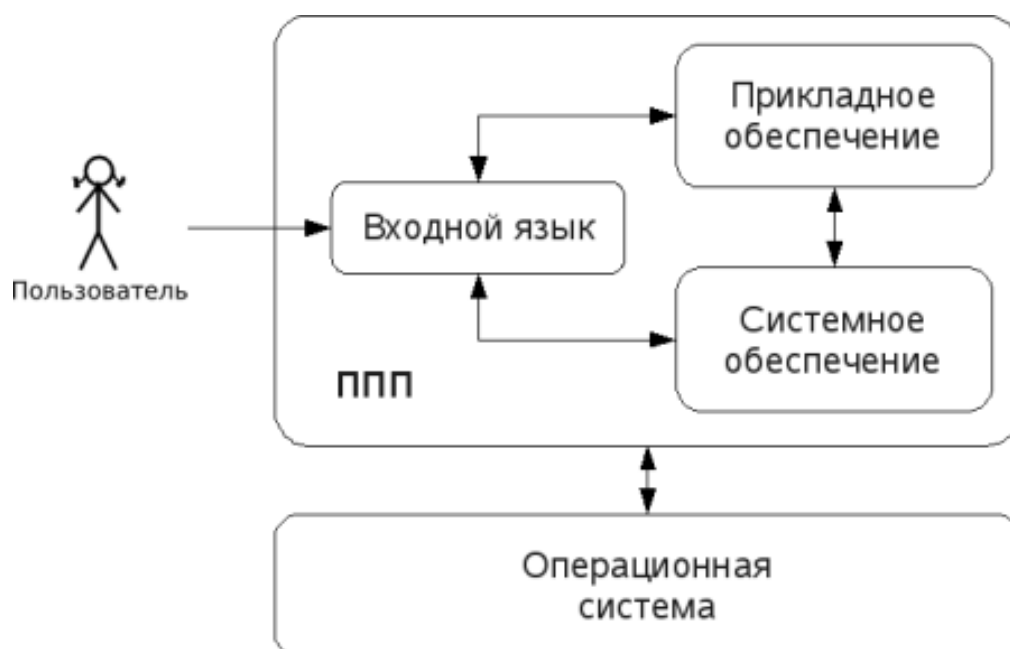 Прикладное
обеспечение
Входной язык
Пользователь
Системное
обеспечение
ППП
Операционная
система